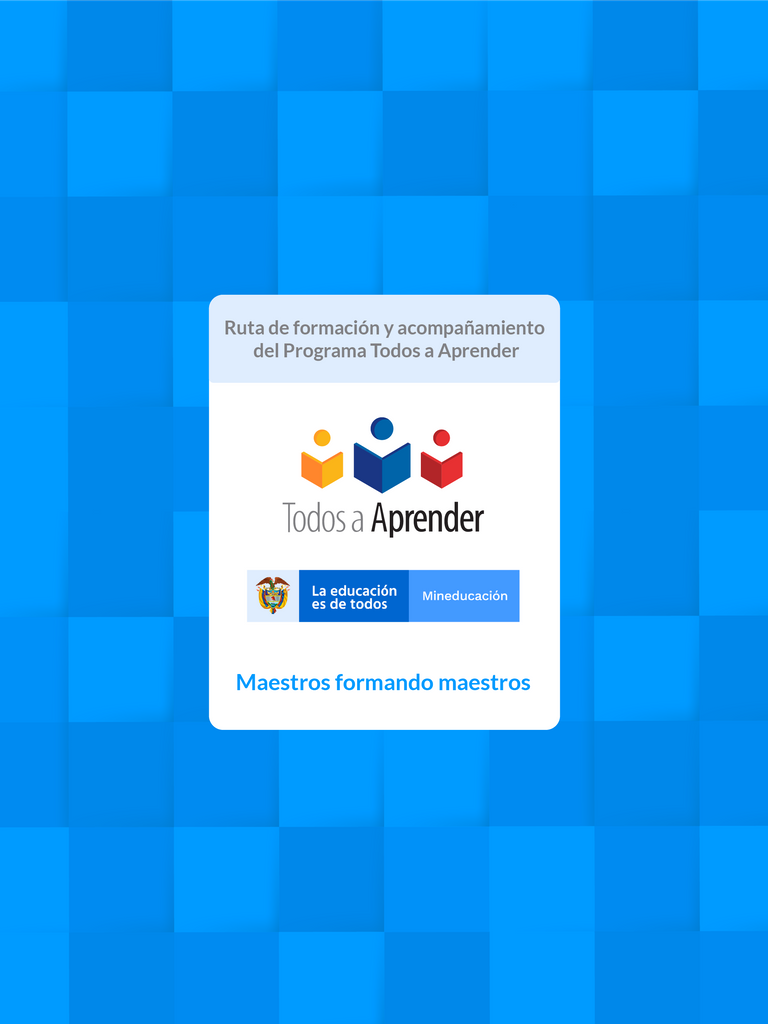 Ruta de formación y acompañamiento
del Programa Todos a Aprender
Todos a Aprender
La educación
es de todos
Mineducación
Maestros formando maestros